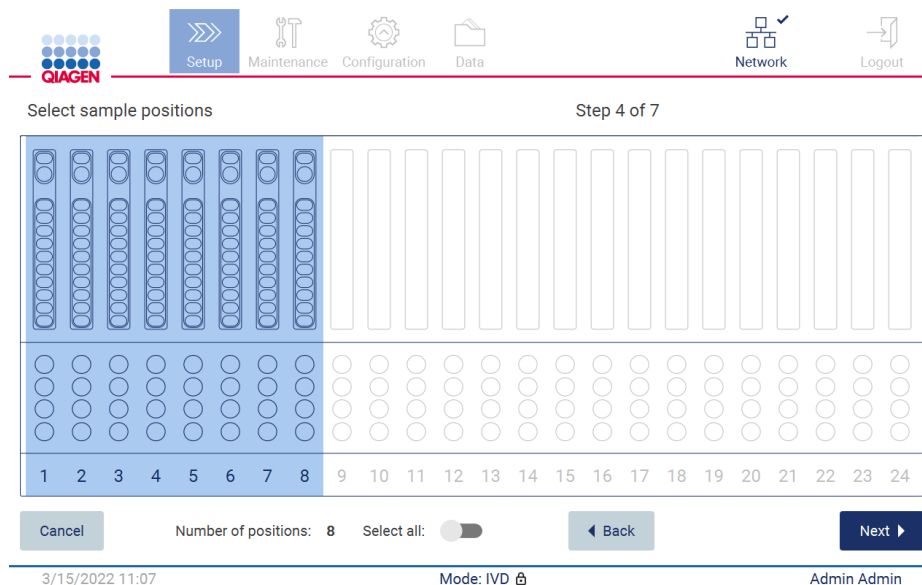 QIAGEN
Setup
Maintenance
Configuration
Data
Network
Logout
Select sample positions
Step 4 of 7
1 2 3 4 5 6 7 8 9 10 11 12 13 14 15 16 17 18 19 20 21 22 23 24
Cancel
Number of positions: 8
Select all:
Back
Next
3/15/2022 11:07
Mode: IVD
Admin Admin